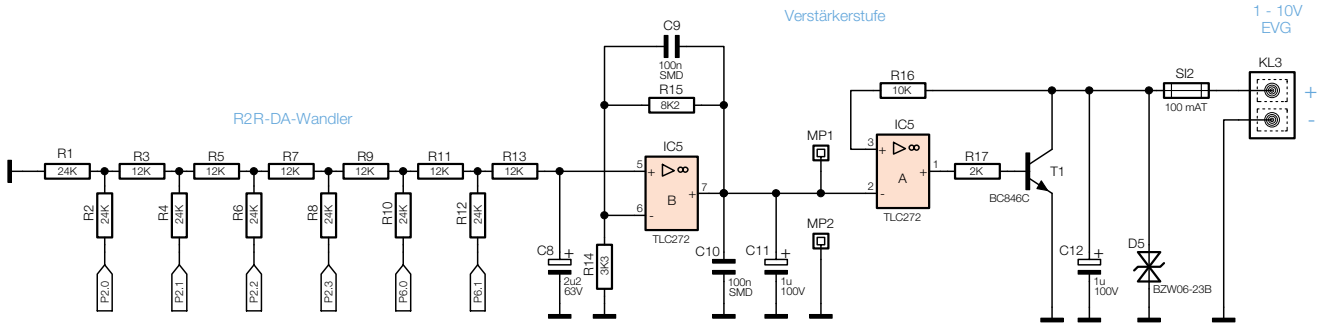 Verstärkerstufe
1 - 10V
EVG
R2R-DA-Wandler
C9
100n
SMD
R15
8K2
R16
10K
SI2
100 mAT
KL3
+
-
R1
24K
R3
12K
R5
12K
R7
12K
R9
12K
R11
12K
R13
12K
R2
24K
R4
24K
R6
24K
R8
24K
R10
24K
R12
24K
P2.0
P2.1
P2.2
P2.3
P6.0
P6.1
C8
+
2u2
63V
R14
3K3
IC5
5
+
6
-
7
+
B
TLC272
C10
100n
SMD
C11
+
1u
100V
MP1
MP2
IC5
3
+
2
-
1
+
A
TLC272
R17
2K
T1
BC846C
C12
+
1u
100V
D5
BZW06-23B